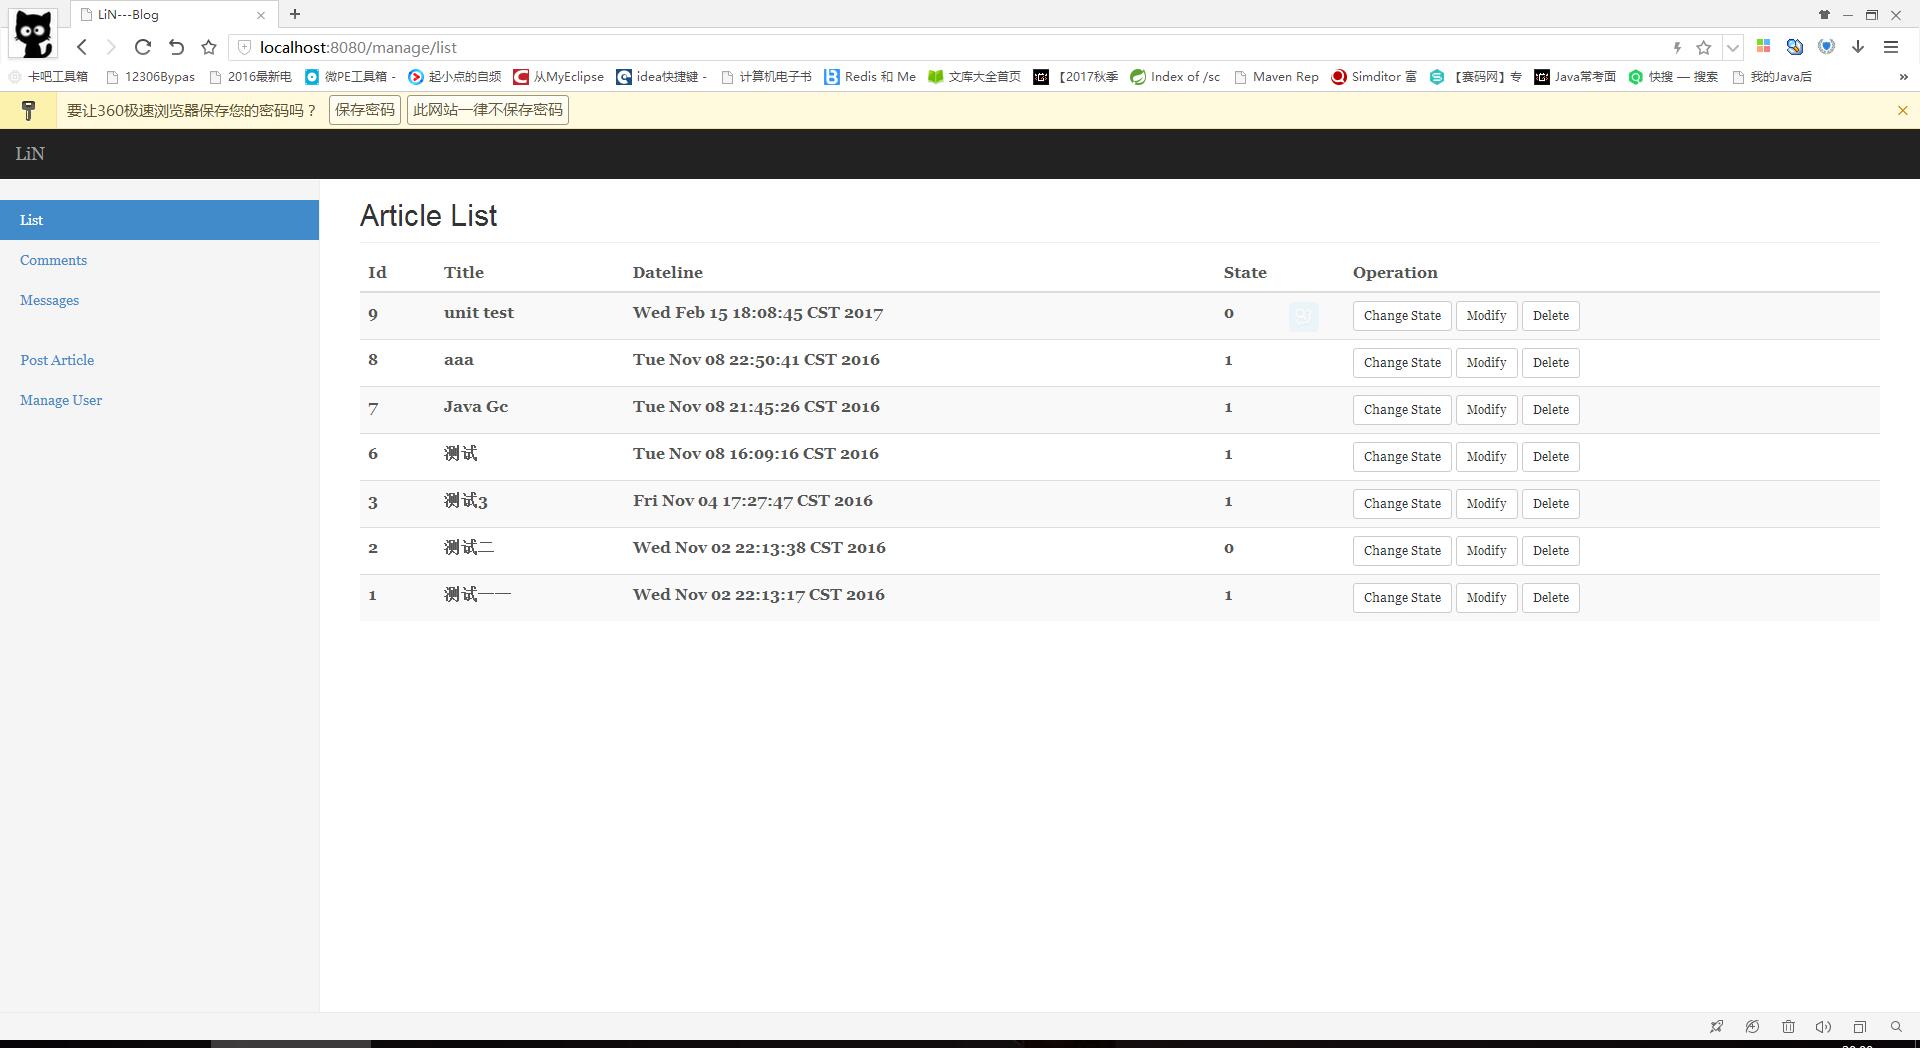 LiN---Blog
localhost:8080/manage/list
卡吧工具箱 12306Bypas 2016最新电 微PE工具箱 - 起小点的自频 从MyEclipse idea快捷键 - 计算机电子书 Redis 和 Me 文库大全首页 【2017秋季 Index of /sc Maven Rep Simditor 富 【赛码网】专 Java常考面 快搜 — 搜索 我的Java后 »
要让360极速浏览器保存您的密码吗？ 保存密码 此网站一律不保存密码
LiN
List
Comments
Messages
Post Article
Manage User
Article List
Id Title Dateline State Operation
9 unit test Wed Feb 15 18:08:45 CST 2017 0 Change State Modify Delete
8 aaa Tue Nov 08 22:50:41 CST 2016 1 Change State Modify Delete
7 Java Gc Tue Nov 08 21:45:26 CST 2016 1 Change State Modify Delete
6 测试 Tue Nov 08 16:09:16 CST 2016 1 Change State Modify Delete
3 测试3 Fri Nov 04 17:27:47 CST 2016 1 Change State Modify Delete
2 测试二 Wed Nov 02 22:13:38 CST 2016 0 Change State Modify Delete
1 测试一一 Wed Nov 02 22:13:17 CST 2016 1 Change State Modify Delete